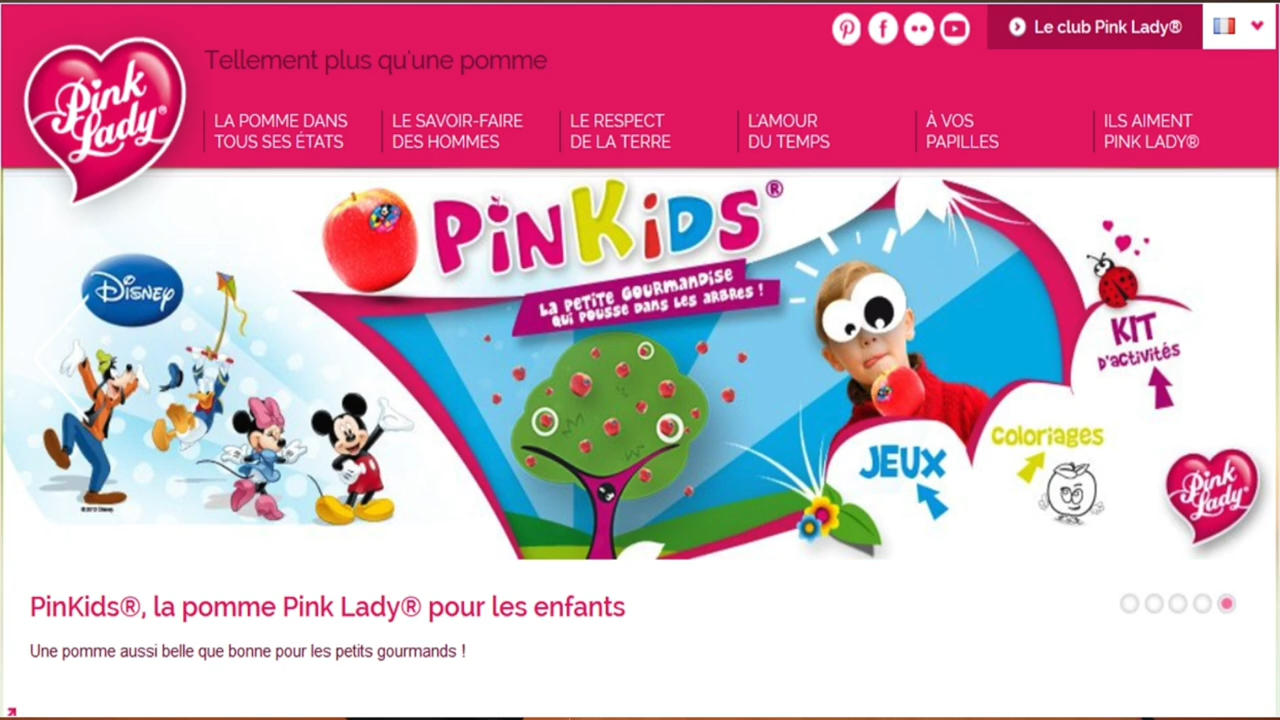 Le club Pink Lady®
Tellement plus qu'une pomme
Pink
Lady®
LA POMME DANS
TOUS SES ÉTATS
LE SAVOIR-FAIRE
DES HOMMES
LE RESPECT
DE LA TERRE
L'AMOUR
DU TEMPS
À VOS
PAPILLES
ILS AIMENT
PINK LADY®
PINKiDS®
LA PETITE GOURMANDISE
QUI POUSSE DANS LES ARBRES !
DISNEY
© 2013 Disney
KIT
D'activités
Coloriages
JEUX
Pink
Lady®
PinKids®, la pomme Pink Lady® pour les enfants
Une pomme aussi belle que bonne pour les petits gourmands !